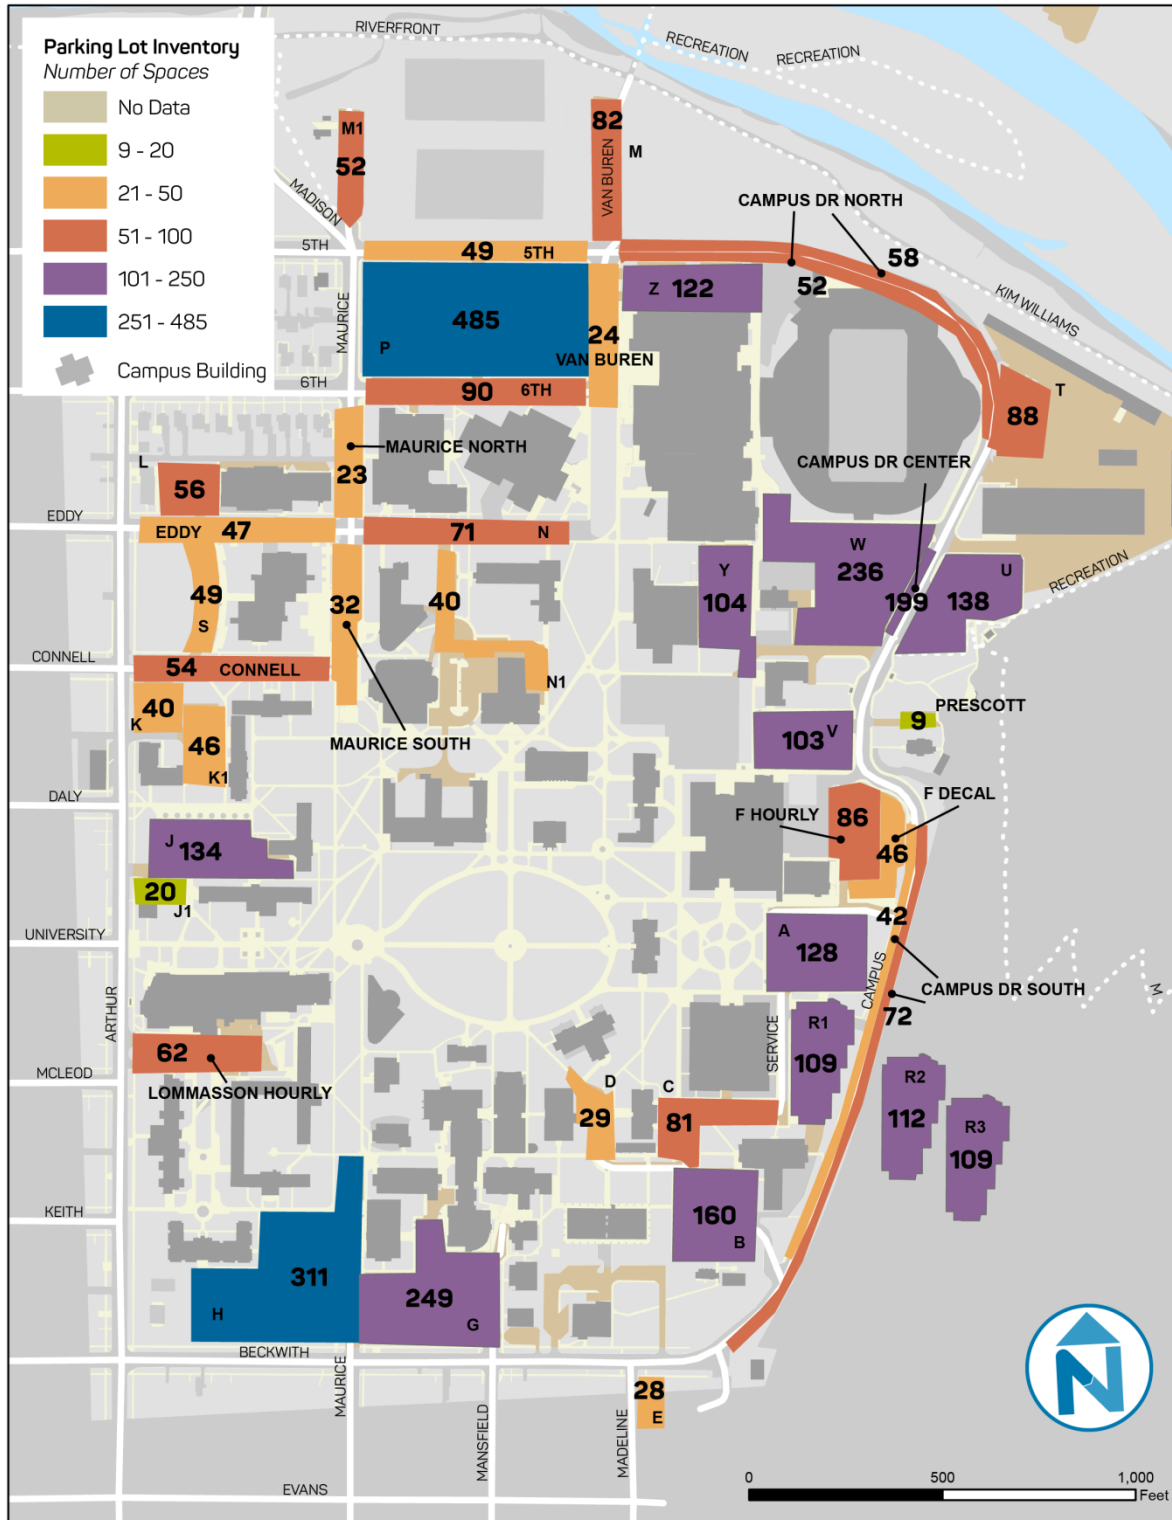 Parking Lot Inventory
Number of Spaces
No Data
9 - 20
21 - 50
51 - 100
101 - 250
251 - 485
Campus Building
RIVERFRONT
RECREATION
RECREATION
M1
52
82
VAN BUREN
M
MADISON
CAMPUS DR NORTH
58
52
5TH
49
5TH
KIM WILLIAMS
MAURICE
485
P
24
VAN BUREN
Z
122
6TH
90
6TH
T
88
MAURICE NORTH
23
CAMPUS DR CENTER
L
56
EDDY
EDDY
47
71
N
W
236
199
U
138
RECREATION
Y
104
49
S
32
40
CONNELL
54
CONNELL
N1
K
40
46
K1
MAURICE SOUTH
PRESCOTT
9
103
V
DALY
F DECAL
F HOURLY
86
46
J
134
20
J1
42
UNIVERSITY
A
128
CAMPUS
CAMPUS DR SOUTH
72
M
ARTHUR
SERVICE
R1
109
62
MCLEOD
LOMMASSON HOURLY
D
29
C
81
R2
112
R3
109
KEITH
160
B
311
H
249
G
BECKWITH
MAURICE
MANSFIELD
MADELINE
28
E
EVANS
N
0
500
1,000
Feet